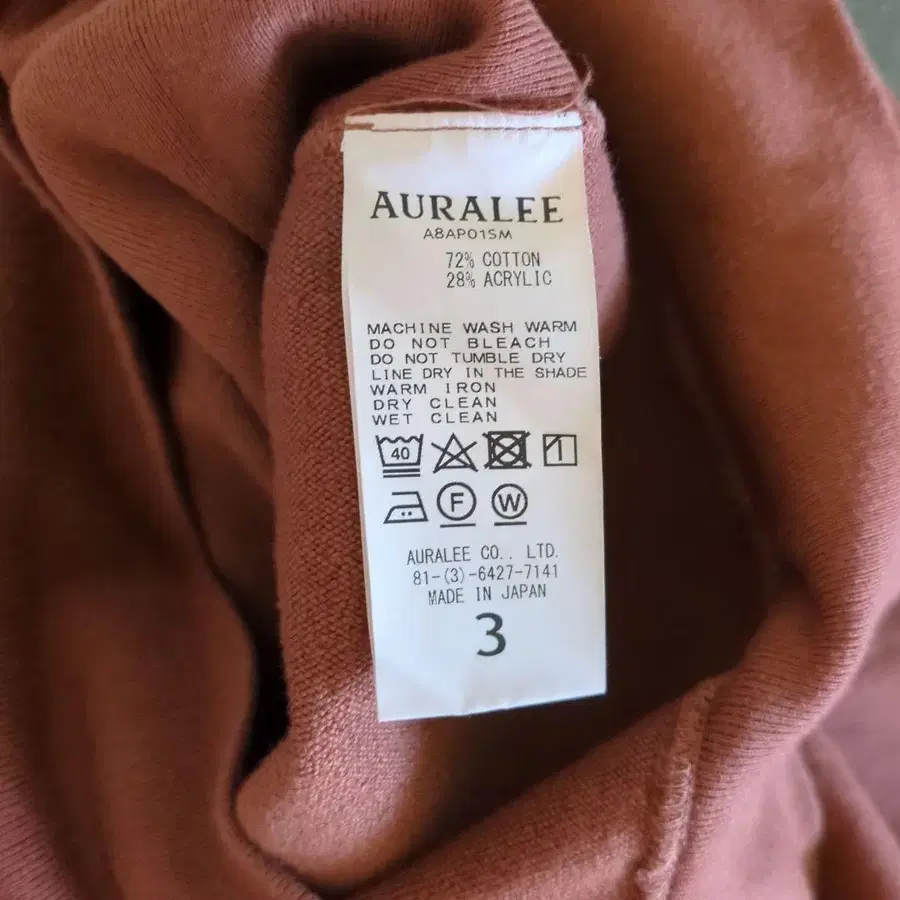 AURALEE
A8AP01SM
72% COTTON
28% ACRYLIC
MACHINE WASH WARM
DO NOT BLEACH
DO NOT TUMBLE DRY
LINE DRY IN THE SHADE
WARM IRON
DRY CLEAN
WET CLEAN
40
F W
AURALEE CO., LTD.
81-(3)-6427-7141
MADE IN JAPAN
3